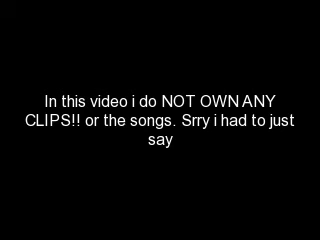 In this video i do NOT OWN ANY
CLIPS!! or the songs. Srry i had to just
say